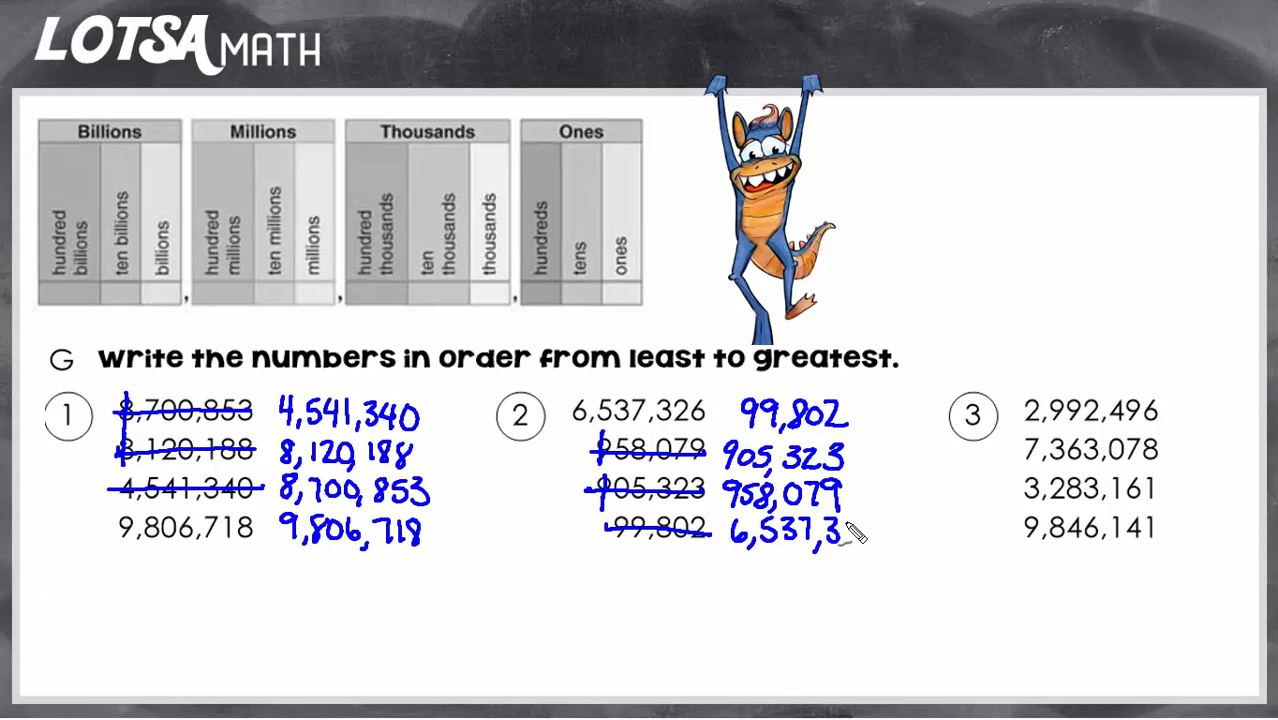 LOTSA MATH
Billions Millions Thousands Ones
hundred billions ten billions billions , hundred millions ten millions millions , hundred thousands ten thousands thousands , hundreds tens ones
G Write the numbers in order from least to greatest.
1 8,700,853 4,541,340
8,120,188 8,120,188
4,541,340 8,700,853
9,806,718 9,806,718
2 6,537,326 99,802
958,079 905,323
905,323 958,079
99,802 6,537,3
3 2,992,496
7,363,078
3,283,161
9,846,141